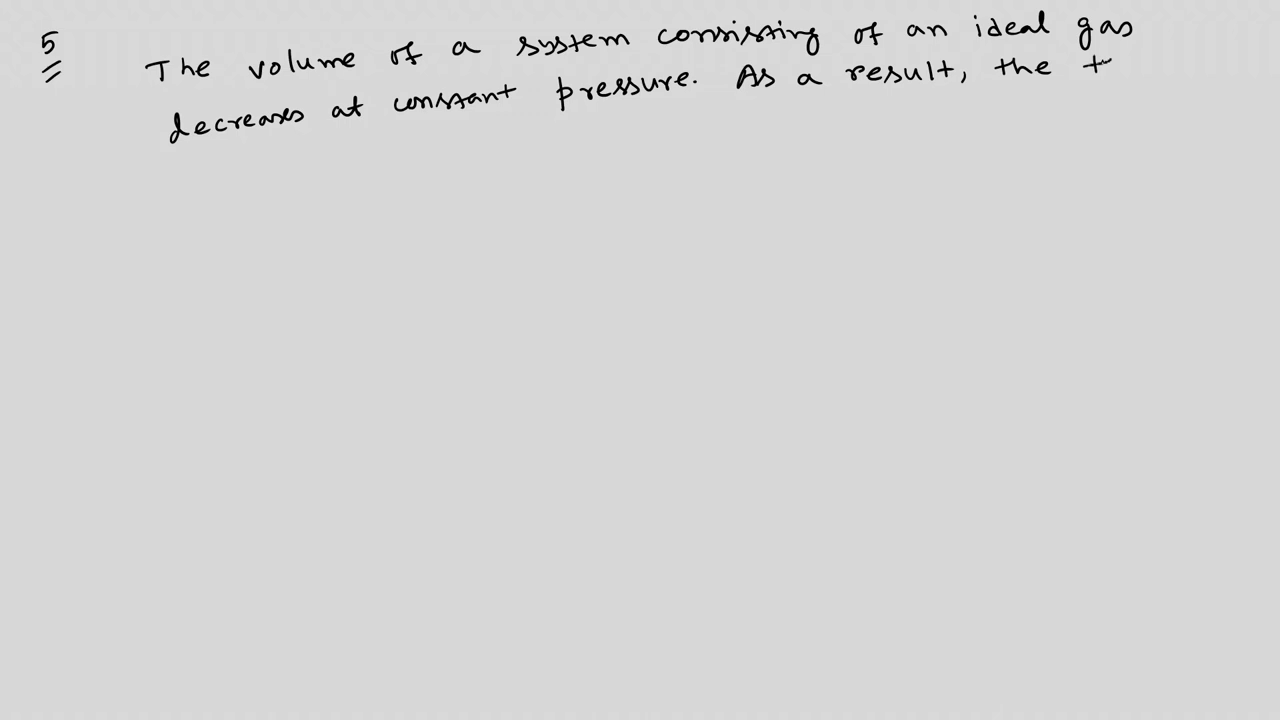 5
The volume of a system consisting of an ideal gas
decreases at constant pressure. As a result, the t